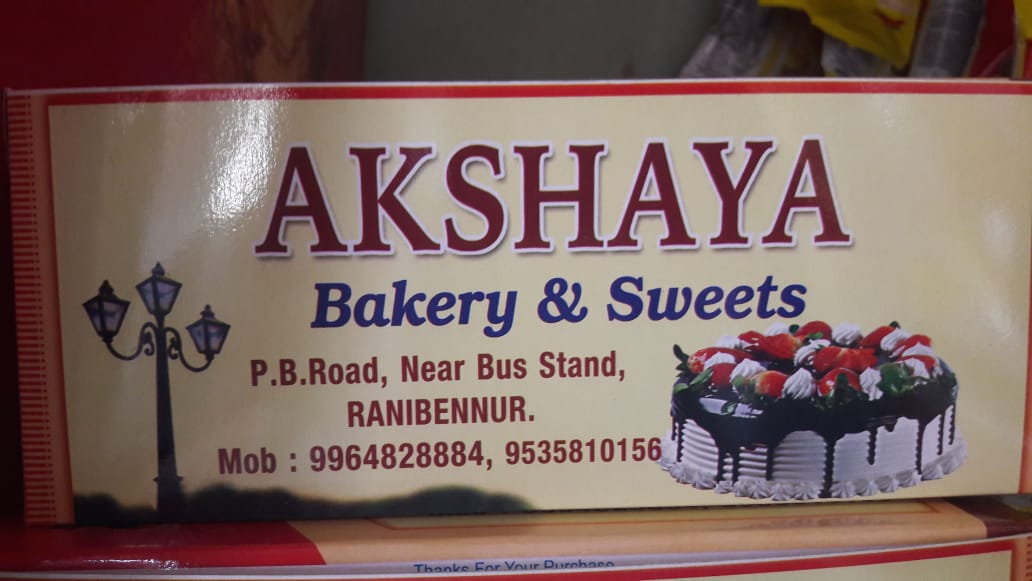 AKSHAYA
Bakery & Sweets
P.B.Road, Near Bus Stand,
RANIBENNUR.
Mob : 9964828884, 9535810156
Thanks For Your Purchase